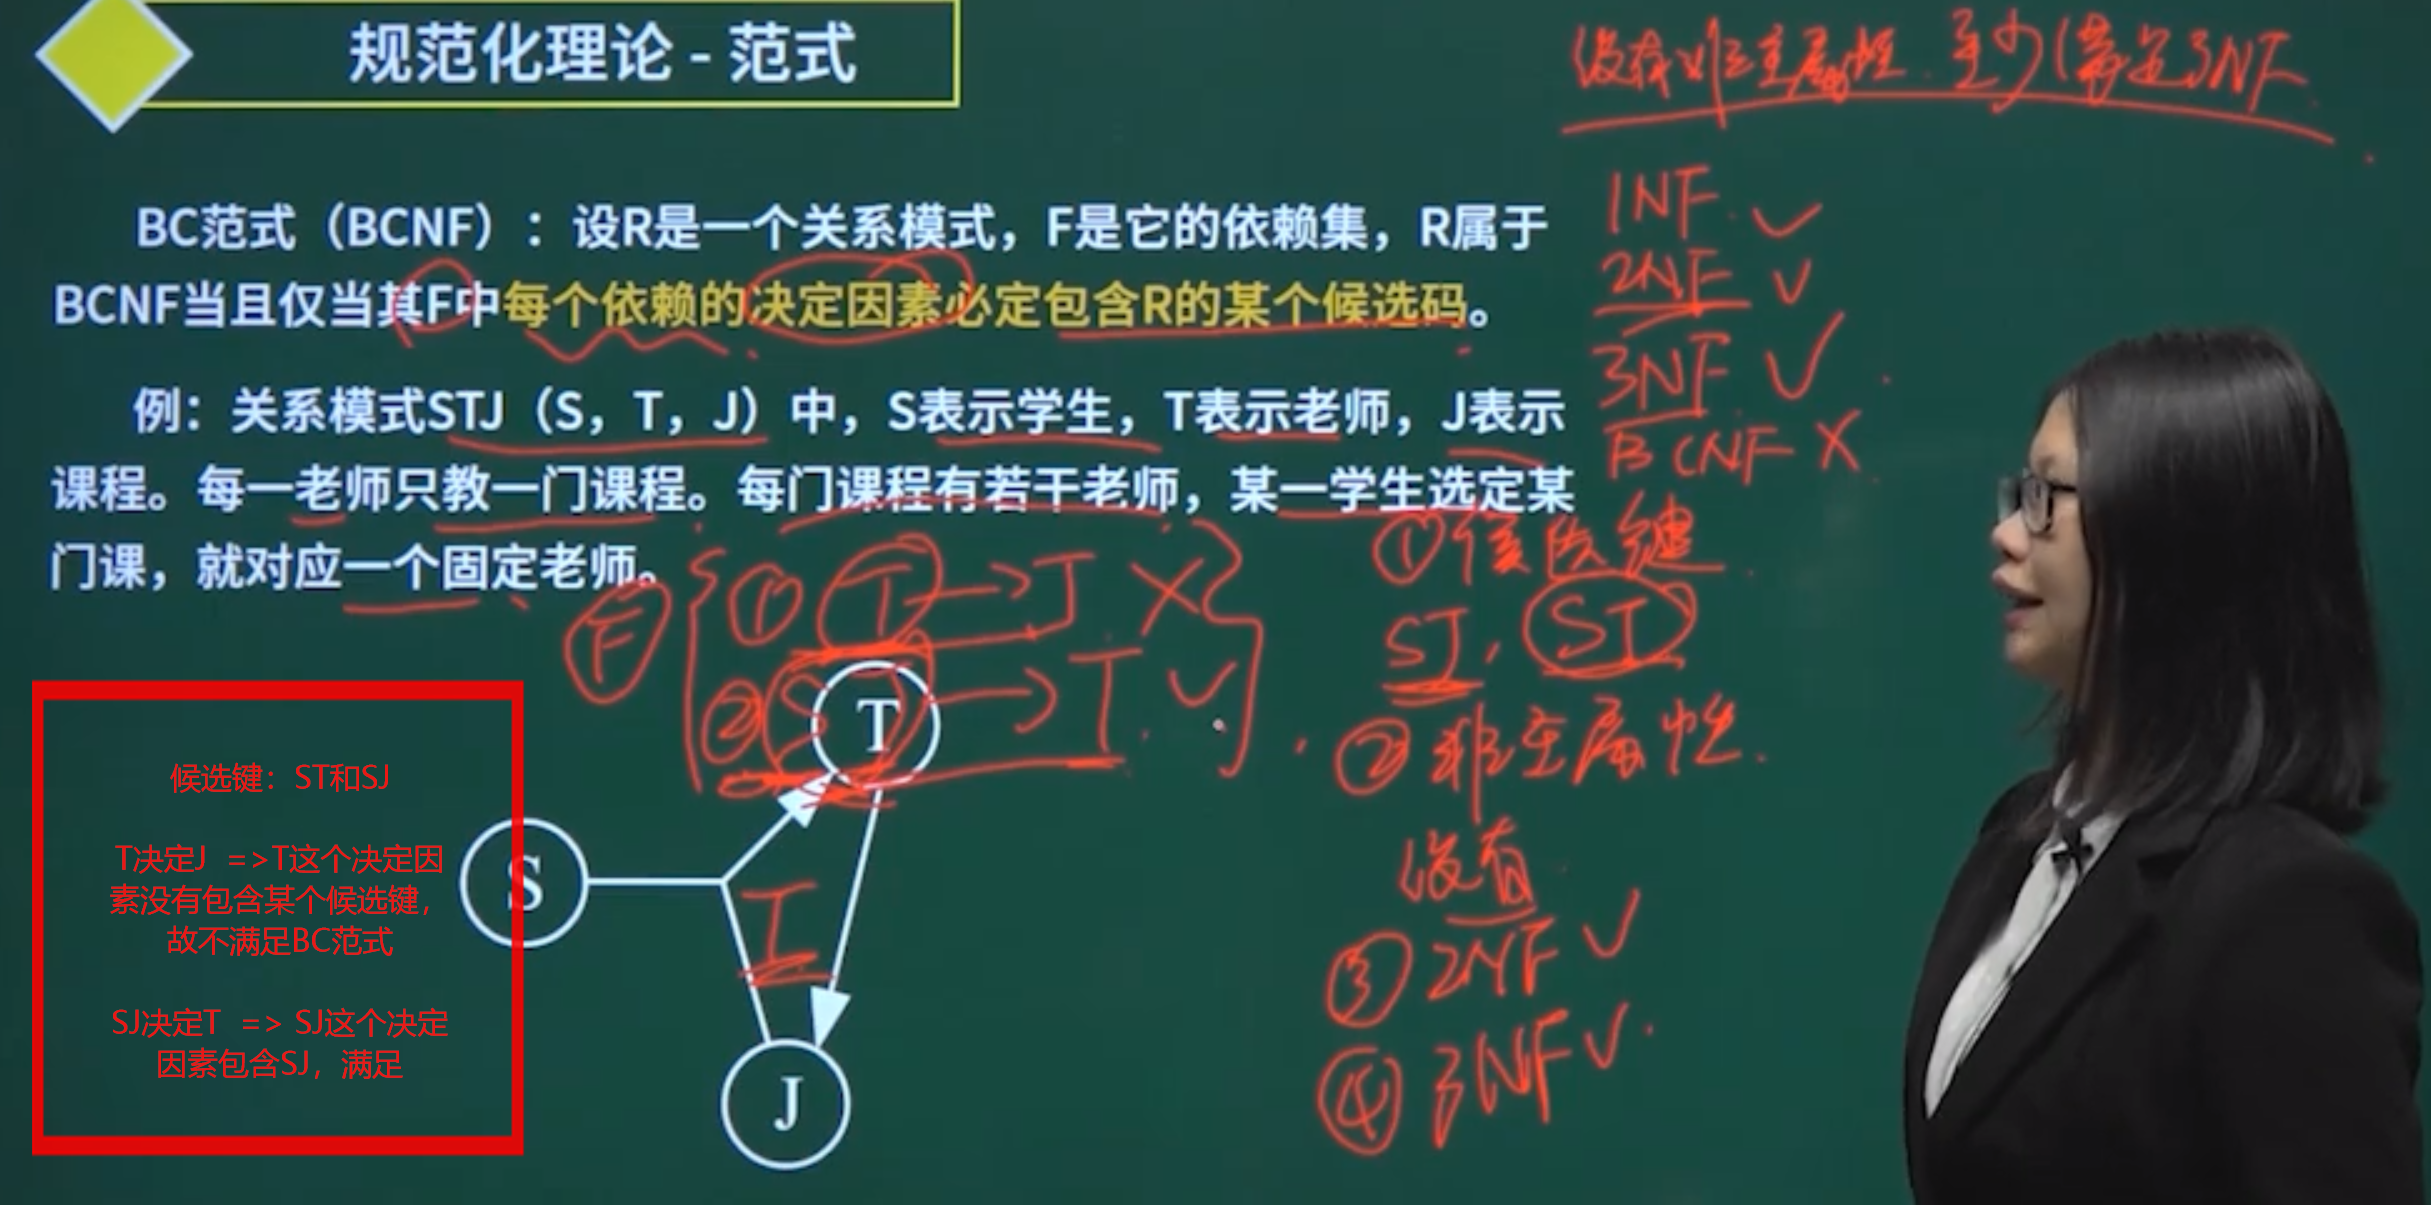 规范化理论 - 范式
没有非主属性.至少满足3NF
BC范式（BCNF）：设R是一个关系模式，F是它的依赖集，R属于
BCNF当且仅当其F中每个依赖的决定因素必定包含R的某个候选码。
例：关系模式STJ（S，T，J）中，S表示学生，T表示老师，J表示
课程。每一老师只教一门课程。每门课程有若干老师，某一学生选定某
门课，就对应一个固定老师。
1NF ✓
2NF ✓
3NF ✓
BCNF X
F
① T→J X
② S →T ✓
①候选键
SJ, ST
②非主属性
没有
③ 2NF ✓
④ 3NF ✓
T
S
J
候选键：ST和SJ
T决定J =>T这个决定因
素没有包含某个候选键，
故不满足BC范式
SJ决定T => SJ这个决定
因素包含SJ，满足